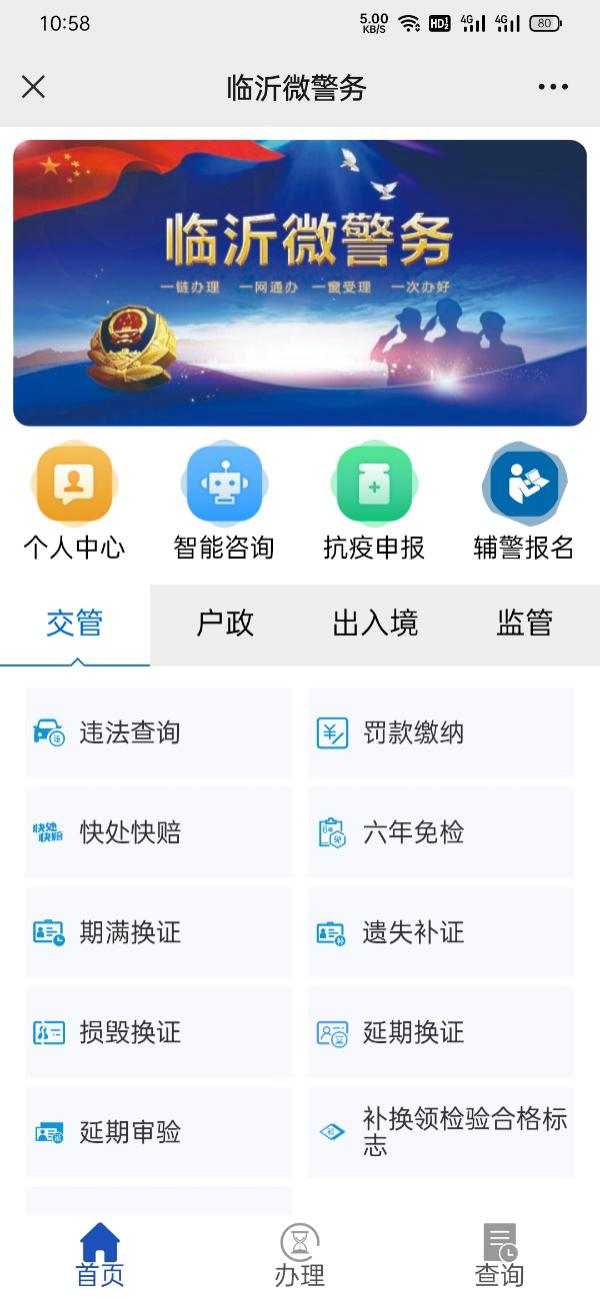 10:58
5.00 KB/S HD 4G 4G 80
临沂微警务
临沂微警务
一链办理 一网通办 一窗受理 一次办好
个人中心 智能咨询 抗疫申报 辅警报名
交管 户政 出入境 监管
违法查询 罚款缴纳
快处快赔 快处快赔 六年免检
期满换证 遗失补证
损毁换证 延期换证
延期审验 补换领检验合格标
志
首页 办理 查询